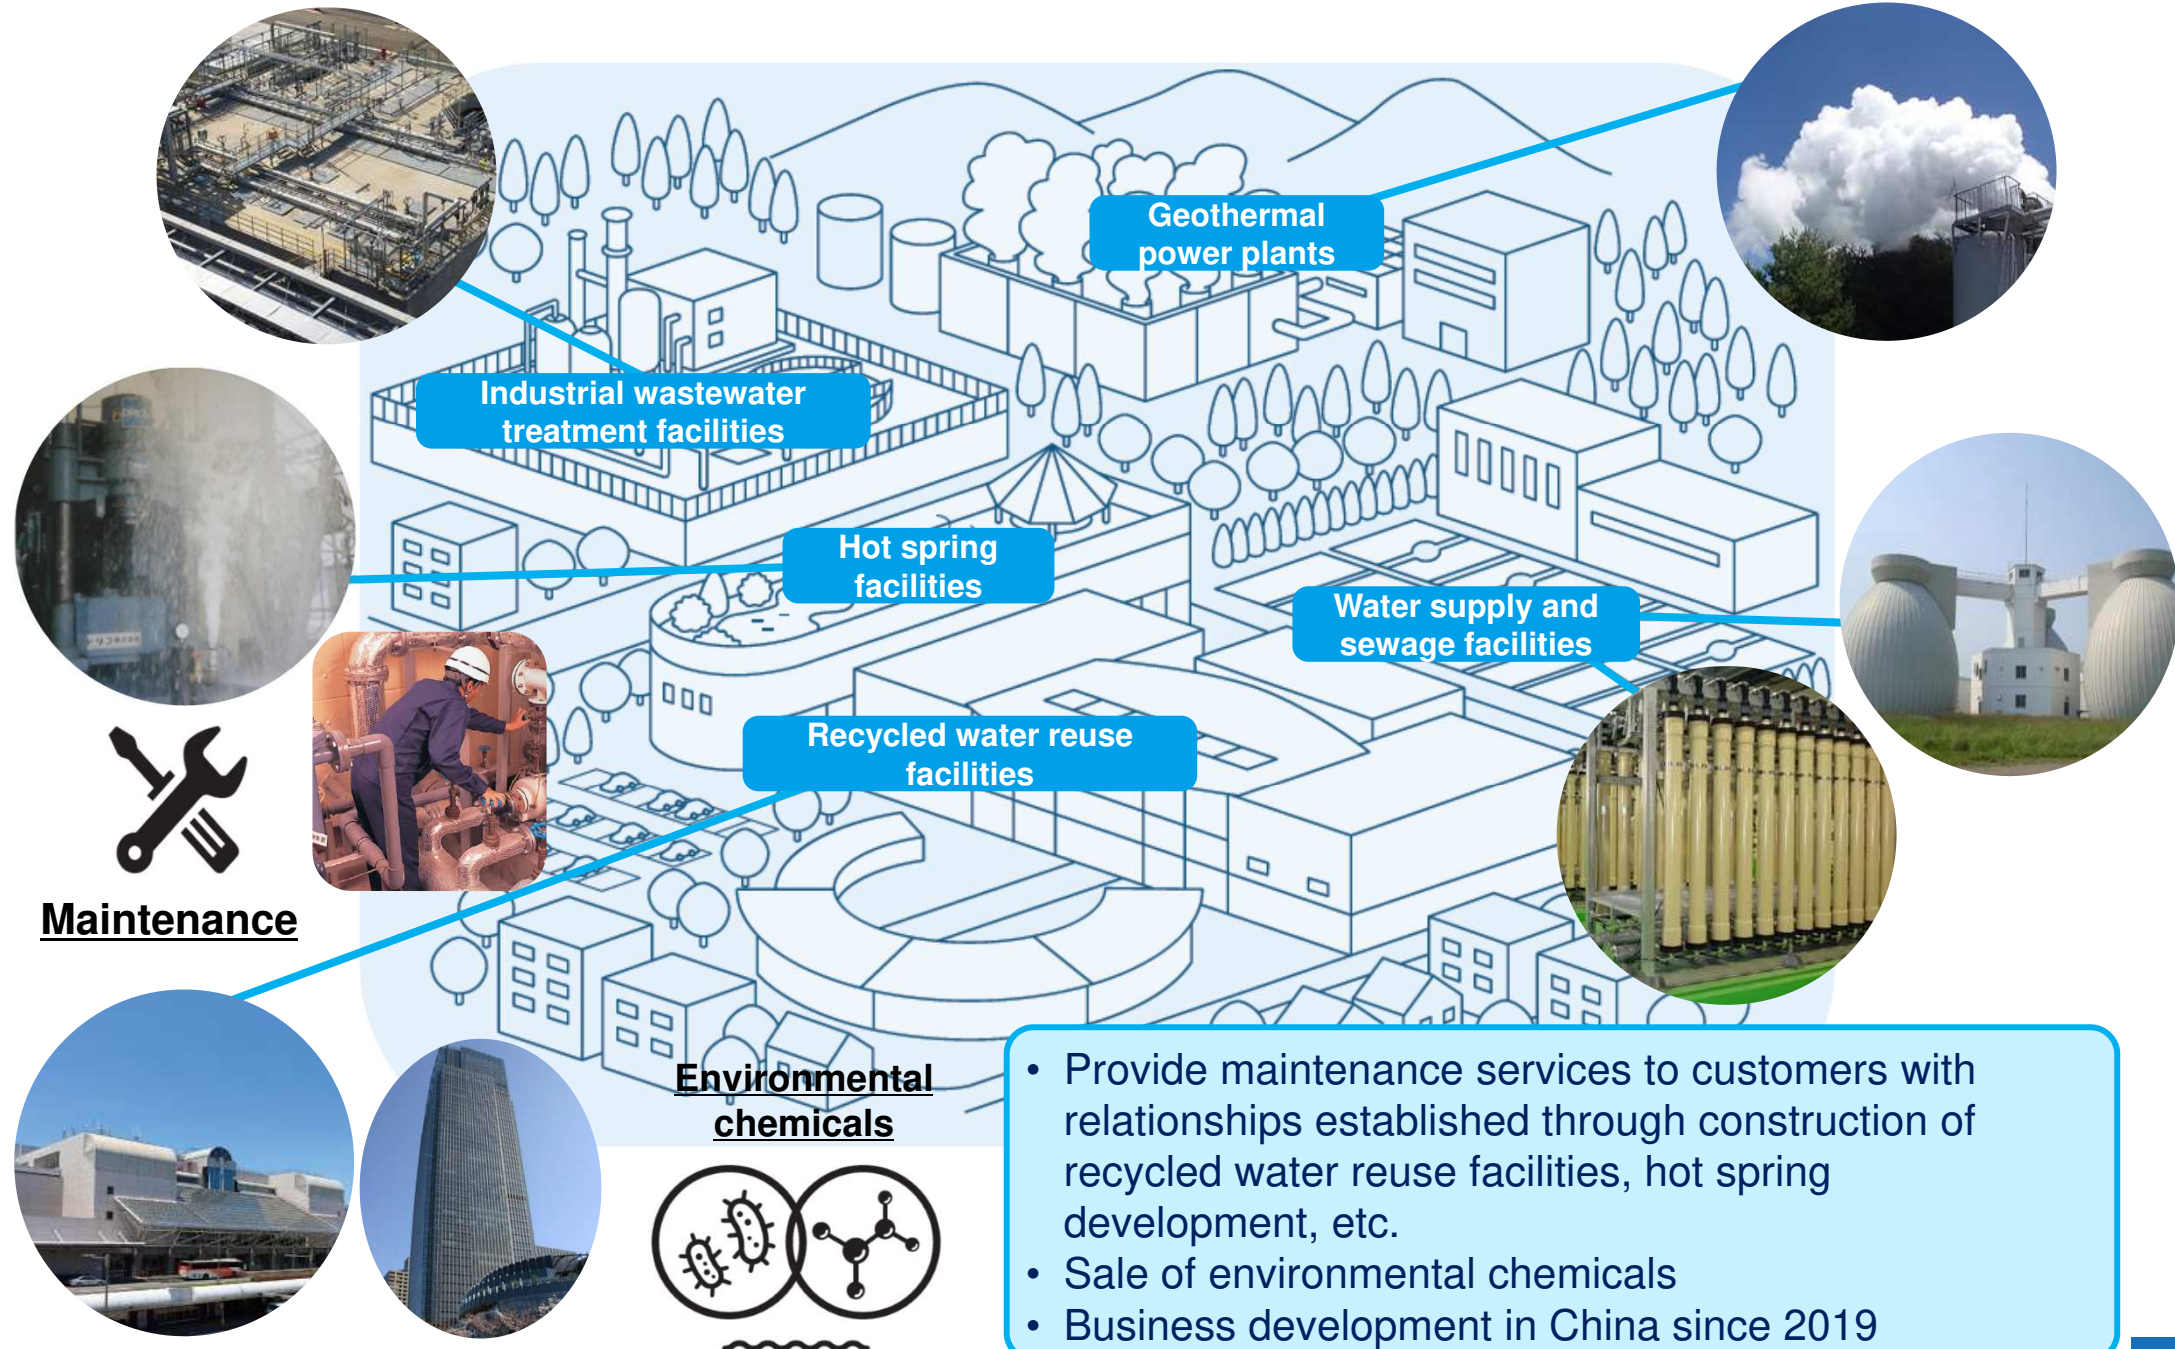 Geothermal
power plants
Industrial wastewater
treatment facilities
Hot spring
facilities
Water supply and
sewage facilities
Recycled water reuse
facilities
Maintenance
Environmental
chemicals
• Provide maintenance services to customers with
relationships established through construction of
recycled water reuse facilities, hot spring
development, etc.
• Sale of environmental chemicals
• Business development in China since 2019